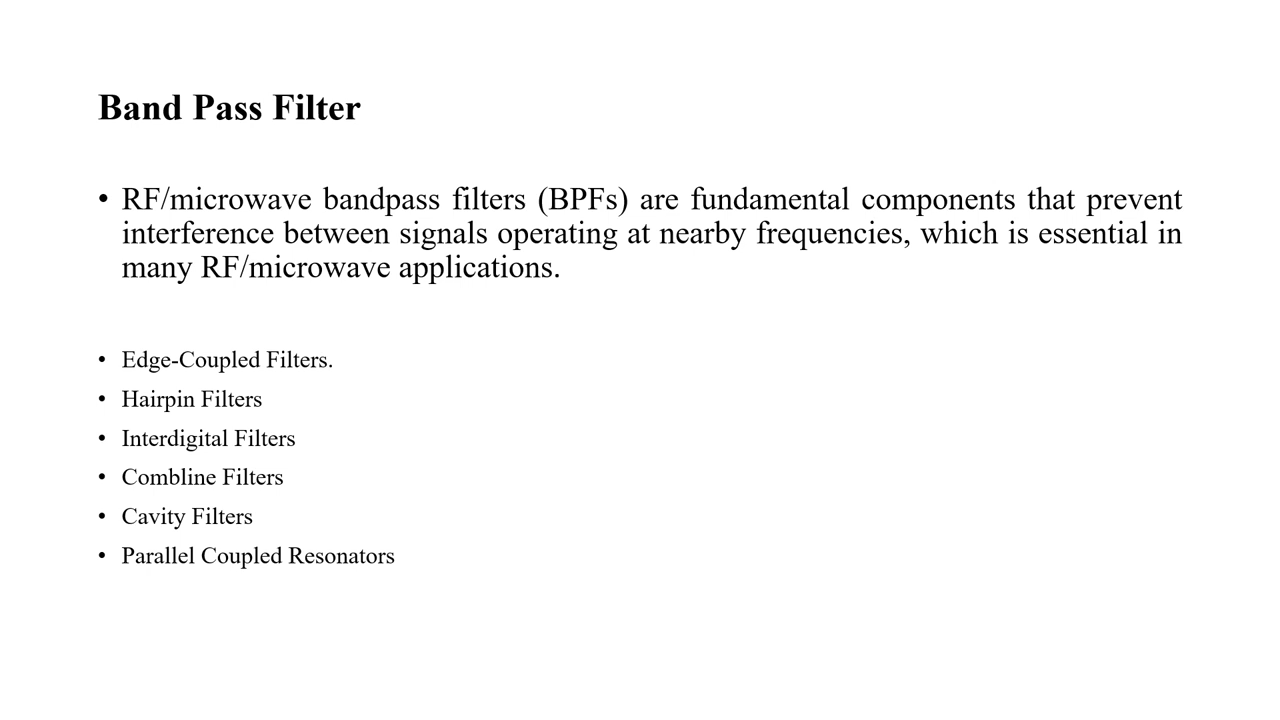 Band Pass Filter
• RF/microwave bandpass filters (BPFs) are fundamental components that prevent
interference between signals operating at nearby frequencies, which is essential in
many RF/microwave applications.
• Edge-Coupled Filters.
• Hairpin Filters
• Interdigital Filters
• Combline Filters
• Cavity Filters
• Parallel Coupled Resonators